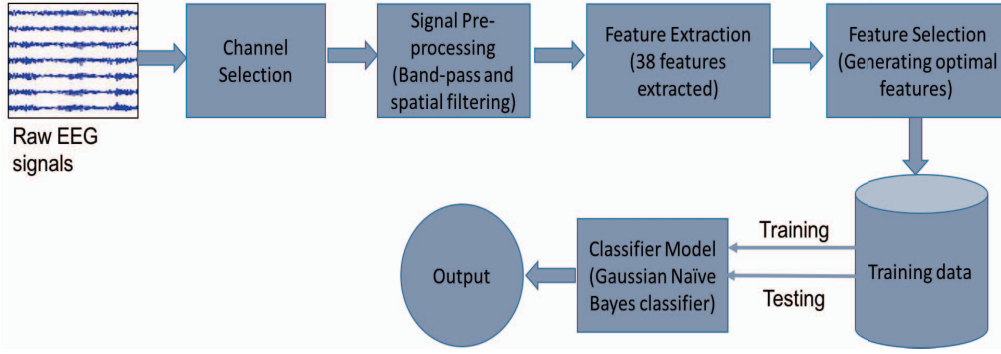 Raw EEG
signals
Channel
Selection
Signal Pre-
processing
(Band-pass and
spatial filtering)
Feature Extraction
(38 features
extracted)
Feature Selection
(Generating optimal
features)
Training data
Training
Testing
Classifier Model
(Gaussian Naïve
Bayes classifier)
Output